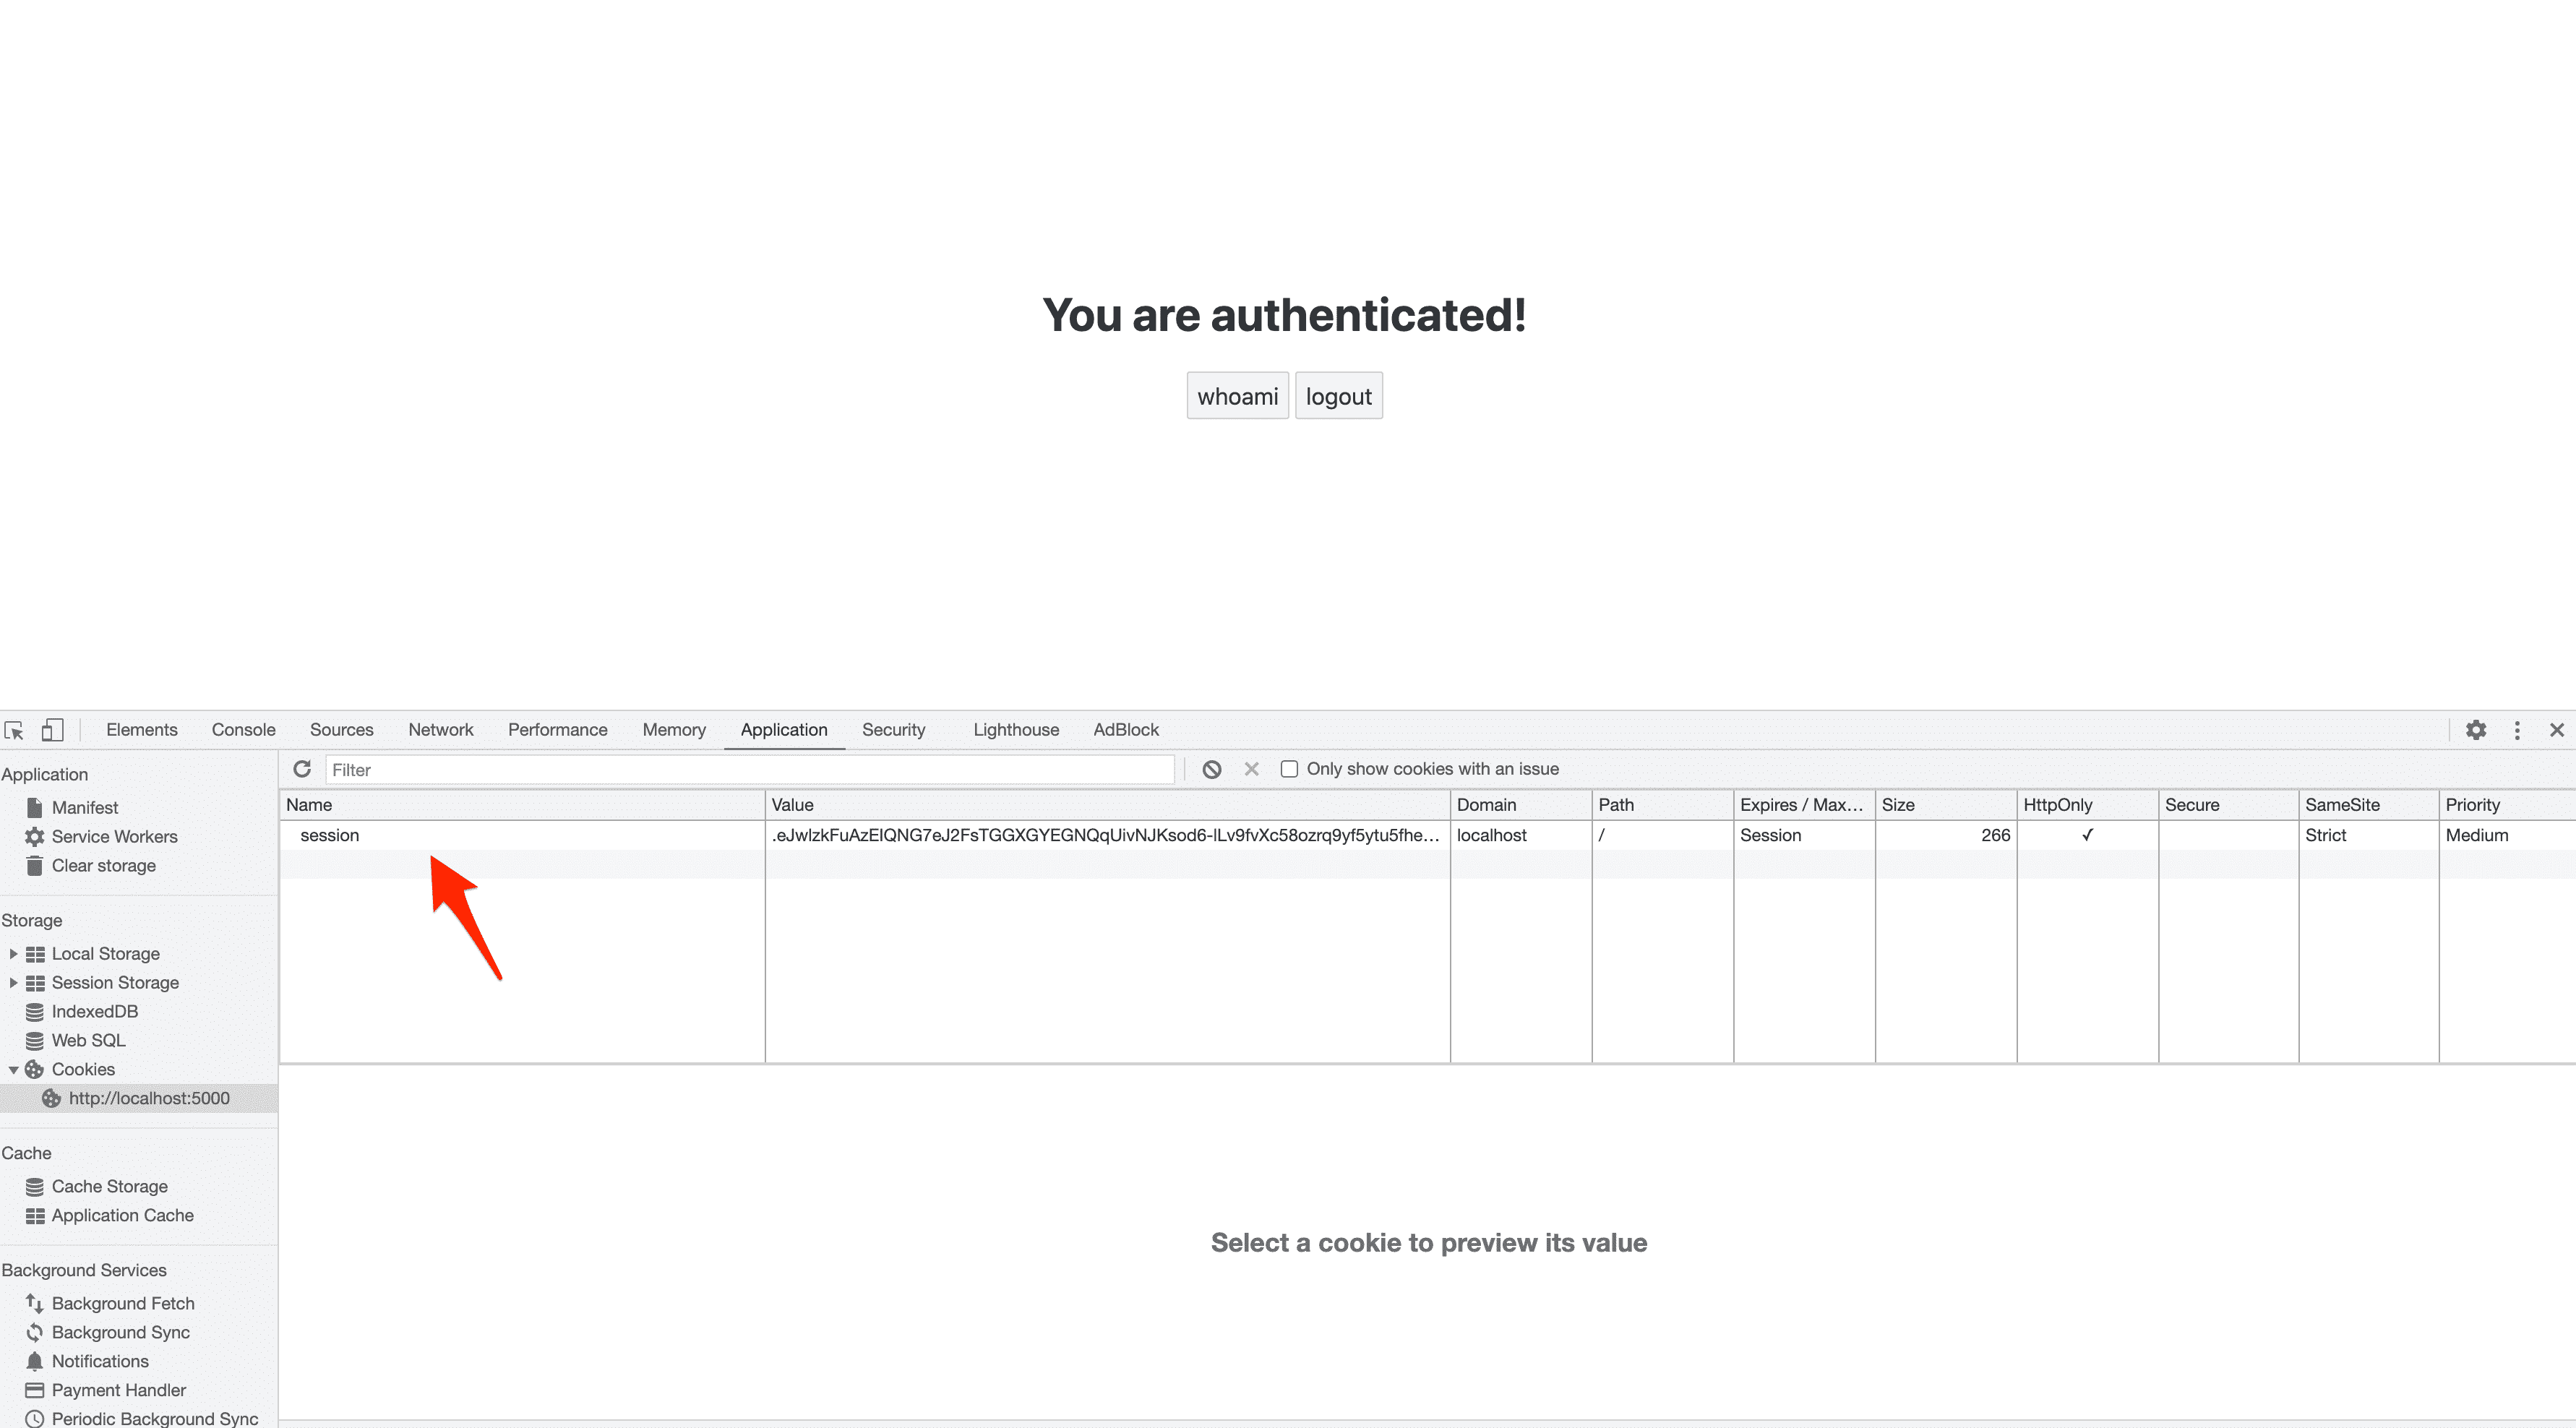 You are authenticated!
whoami logout
Elements Console Sources Network Performance Memory Application Security Lighthouse AdBlock
Application
Manifest
Service Workers
Clear storage
Storage
Local Storage
Session Storage
IndexedDB
Web SQL
Cookies
http://localhost:5000
Cache
Cache Storage
Application Cache
Background Services
Background Fetch
Background Sync
Notifications
Payment Handler
Periodic Background Sync
Filter Only show cookies with an issue
Name Value Domain Path Expires / Max... Size HttpOnly Secure SameSite Priority
session .eJwlzkFuAzEIQNG7eJ2FsTGGXGYEGNQqUivNJKsod6-lLv9fvXc58ozrq9yf5ytu5fhe... localhost / Session 266 ✓ Strict Medium
Select a cookie to preview its value